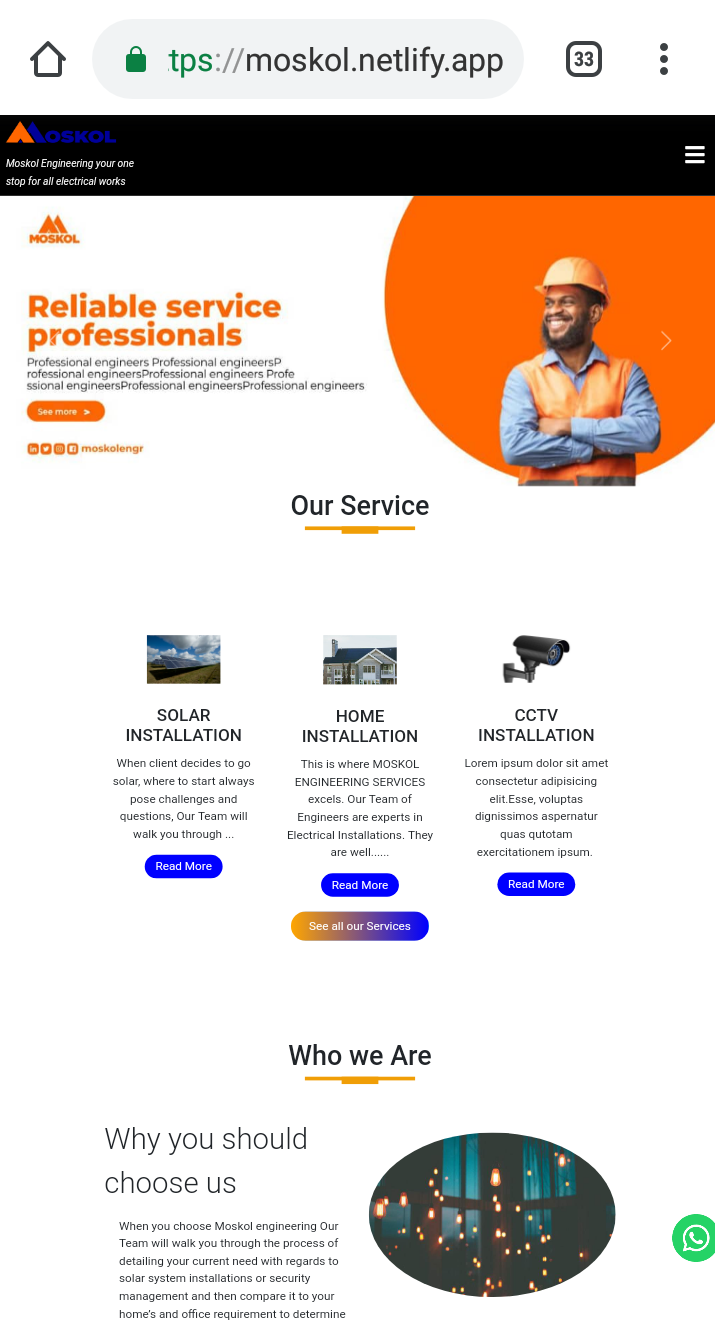 tps://moskol.netlify.app
33
MOSKOL
Moskol Engineering your one
stop for all electrical works
MOSKOL
Reliable service
professionals
Professional engineers Professional engineersP
rofessional engineersProfessional engineers Profe
ssional engineersProfessional engineersProfessional engineers
See more >
moskolengr
Our Service
SOLAR
INSTALLATION
When client decides to go
solar, where to start always
pose challenges and
questions, Our Team will
walk you through ...
Read More
HOME
INSTALLATION
This is where MOSKOL
ENGINEERING SERVICES
excels. Our Team of
Engineers are experts in
Electrical Installations. They
are well......
Read More
CCTV
INSTALLATION
Lorem ipsum dolor sit amet
consectetur adipisicing
elit.Esse, voluptas
dignissimos aspernatur
quas qutotam
exercitationem ipsum.
Read More
See all our Services
Who we Are
Why you should
choose us
When you choose Moskol engineering Our
Team will walk you through the process of
detailing your current need with regards to
solar system installations or security
management and then compare it to your
home's and office requirement to determine